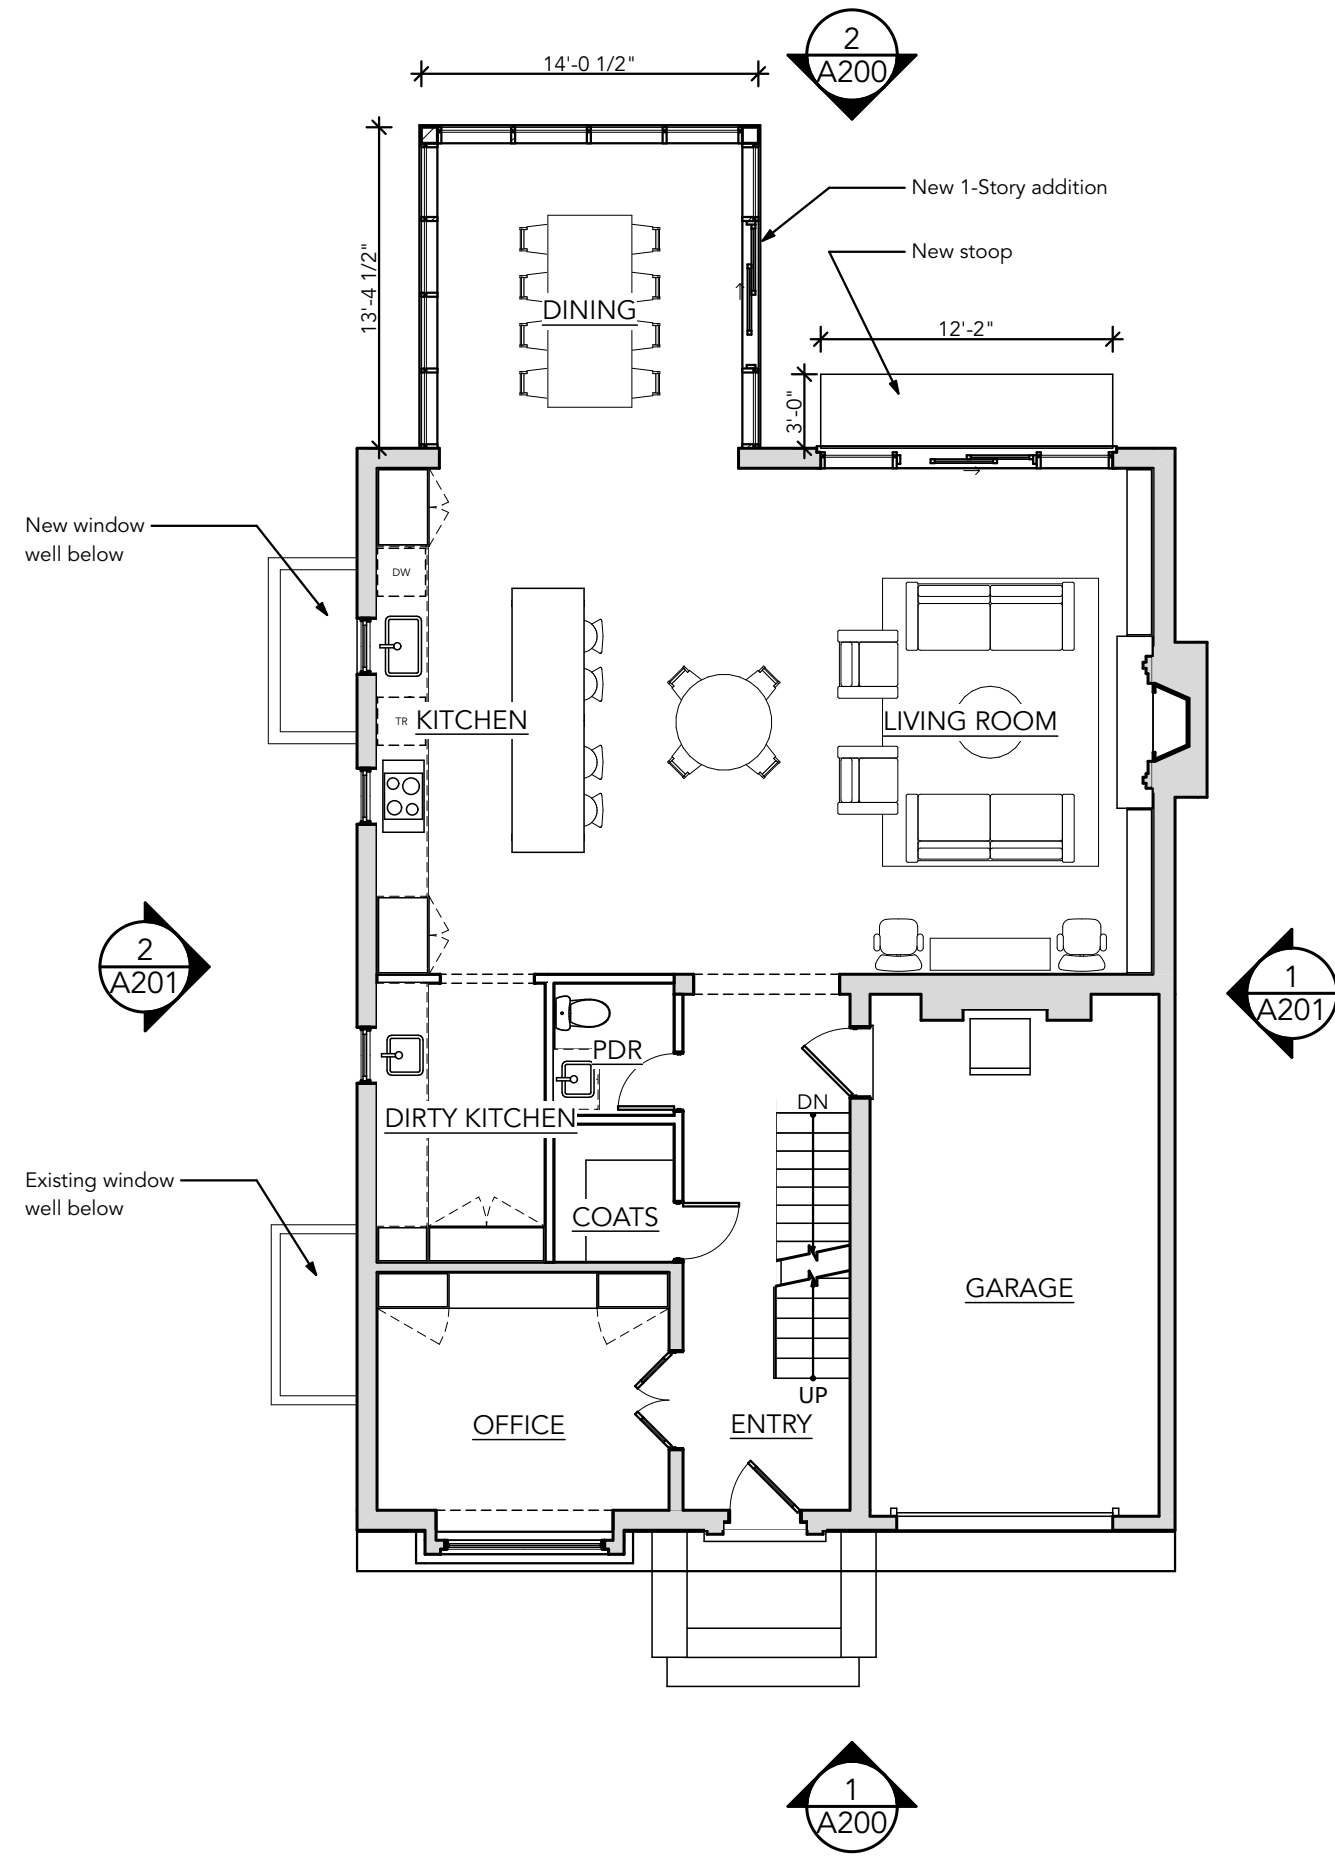 2
A200
14'-0 1/2"
New 1-Story addition
New stoop
13'-4 1/2"
DINING
12'-2"
3'-0"
New window
well below
DW
TR
KITCHEN
LIVING ROOM
2
A201
1
A201
PDR
DN
DIRTY KITCHEN
Existing window
well below
COATS
GARAGE
UP
OFFICE
ENTRY
1
A200